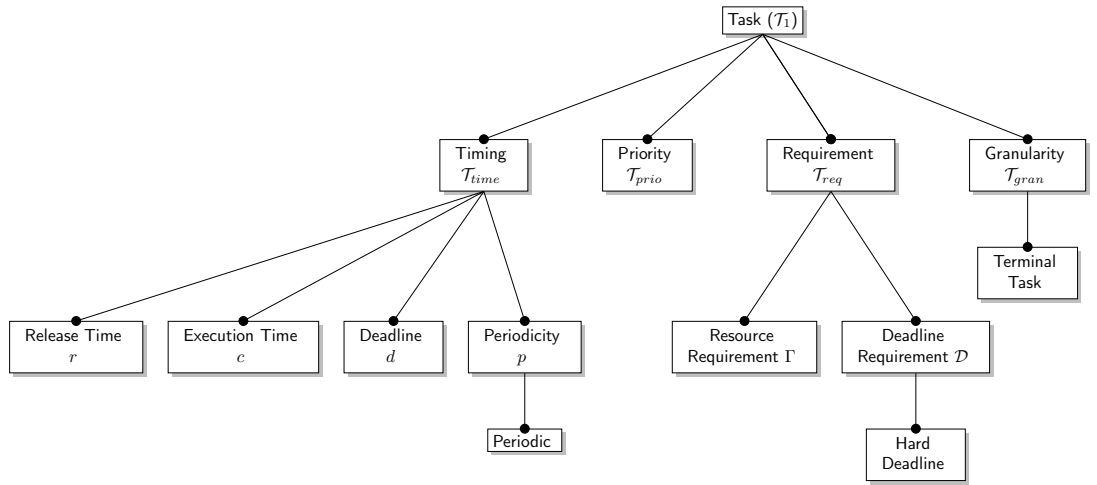 Task (𝒯₁)
Timing
𝒯time
Priority
𝒯prio
Requirement
𝒯req
Granularity
𝒯gran
Terminal
Task
Release Time
r
Execution Time
c
Deadline
d
Periodicity
p
Resource
Requirement Γ
Deadline
Requirement 𝒟
Periodic
Hard
Deadline